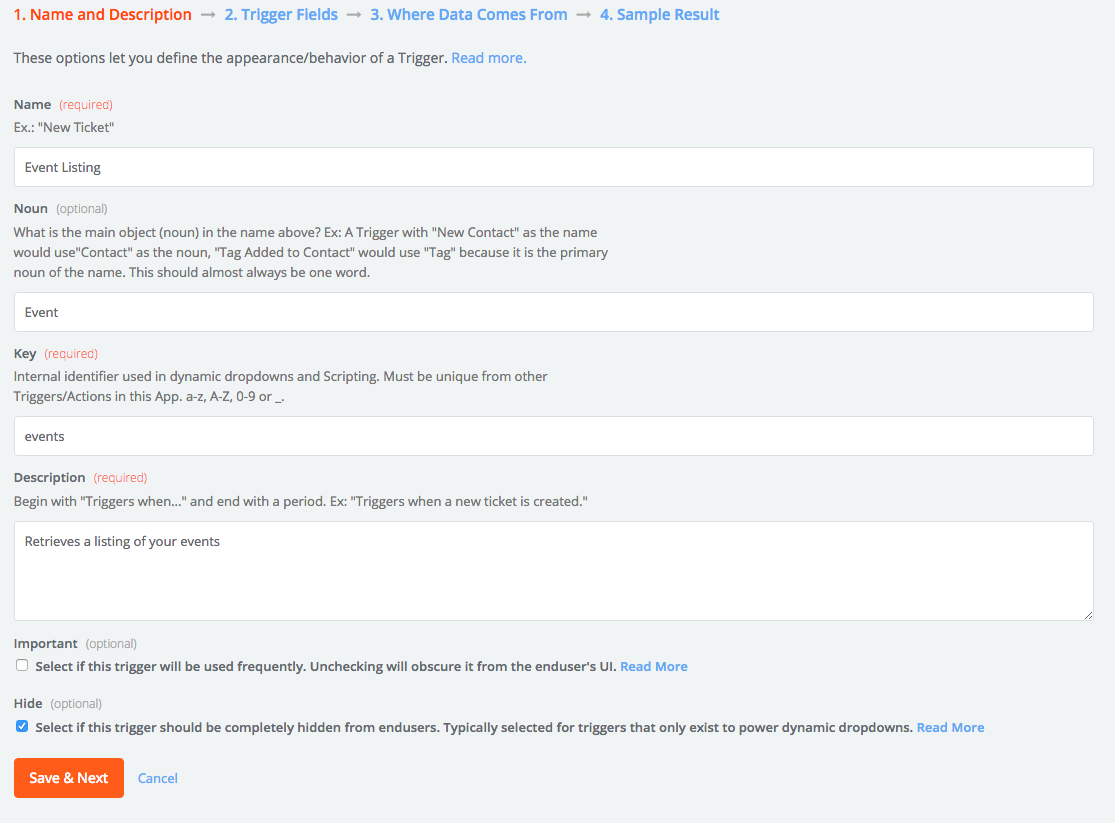 1. Name and Description → 2. Trigger Fields → 3. Where Data Comes From → 4. Sample Result
These options let you define the appearance/behavior of a Trigger. Read more.
Name (required)
Ex.: "New Ticket"
Event Listing
Noun (optional)
What is the main object (noun) in the name above? Ex: A Trigger with "New Contact" as the name
would use"Contact" as the noun, "Tag Added to Contact" would use "Tag" because it is the primary
noun of the name. This should almost always be one word.
Event
Key (required)
Internal identifier used in dynamic dropdowns and Scripting. Must be unique from other
Triggers/Actions in this App. a-z, A-Z, 0-9 or _.
events
Description (required)
Begin with "Triggers when..." and end with a period. Ex: "Triggers when a new ticket is created."
Retrieves a listing of your events
Important (optional)
Select if this trigger will be used frequently. Unchecking will obscure it from the enduser's UI. Read More
Hide (optional)
Select if this trigger should be completely hidden from endusers. Typically selected for triggers that only exist to power dynamic dropdowns. Read More
Save & Next Cancel